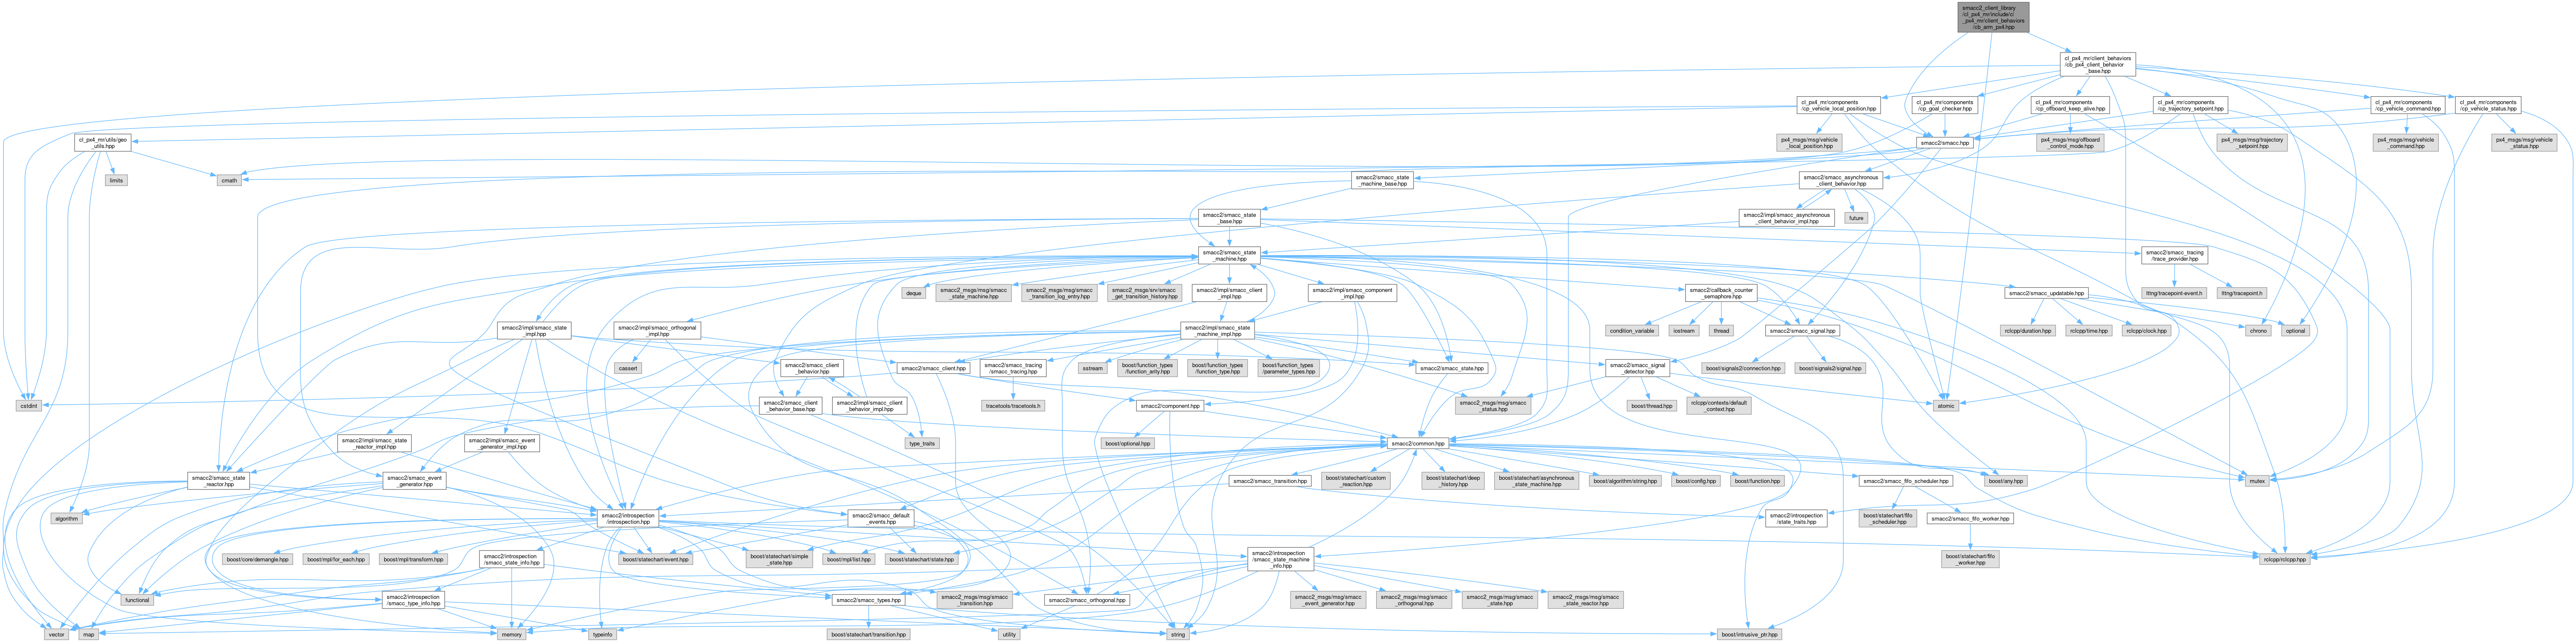 smacc2_client_library
/cl_px4_mr/include/cl
_px4_mr/client_behaviors
/cb_arm_px4.hpp
cl_px4_mr/client_behaviors
/cb_px4_client_behavior
_base.hpp
cl_px4_mr/components
/cp_vehicle_local_position.hpp
cl_px4_mr/components
/cp_goal_checker.hpp
cl_px4_mr/components
/cp_offboard_keep_alive.hpp
cl_px4_mr/components
/cp_trajectory_setpoint.hpp
cl_px4_mr/components
/cp_vehicle_command.hpp
cl_px4_mr/components
/cp_vehicle_status.hpp
cl_px4_mr/utils/geo
_utils.hpp
px4_msgs/msg/vehicle
_local_position.hpp
smacc2/smacc.hpp
px4_msgs/msg/offboard
_control_mode.hpp
px4_msgs/msg/trajectory
_setpoint.hpp
px4_msgs/msg/vehicle
_command.hpp
px4_msgs/msg/vehicle
_status.hpp
limits
cmath
smacc2/smacc_state
_machine_base.hpp
smacc2/smacc_asynchronous
_client_behavior.hpp
smacc2/smacc_state
_base.hpp
smacc2/impl/smacc_asynchronous
_client_behavior_impl.hpp
future
smacc2/smacc_state
_machine.hpp
smacc2/smacc_tracing
/trace_provider.hpp
deque
smacc2_msgs/msg/smacc
_state_machine.hpp
smacc2_msgs/msg/smacc
_transition_log_entry.hpp
smacc2_msgs/srv/smacc
_get_transition_history.hpp
smacc2/impl/smacc_client
_impl.hpp
smacc2/impl/smacc_component
_impl.hpp
smacc2/callback_counter
_semaphore.hpp
smacc2/smacc_updatable.hpp
lttng/tracepoint-event.h
lttng/tracepoint.h
smacc2/impl/smacc_state
_impl.hpp
smacc2/impl/smacc_orthogonal
_impl.hpp
smacc2/impl/smacc_state
_machine_impl.hpp
condition_variable
iostream
thread
smacc2/smacc_signal.hpp
rclcpp/duration.hpp
rclcpp/time.hpp
rclcpp/clock.hpp
chrono
optional
cassert
smacc2/smacc_client
_behavior.hpp
smacc2/smacc_client.hpp
smacc2/smacc_tracing
/smacc_tracing.hpp
sstream
boost/function_types
/function_arity.hpp
boost/function_types
/function_type.hpp
boost/function_types
/parameter_types.hpp
smacc2/smacc_state.hpp
smacc2/smacc_signal
_detector.hpp
boost/signals2/connection.hpp
boost/signals2/signal.hpp
cstdint
smacc2/smacc_client
_behavior_base.hpp
smacc2/impl/smacc_client
_behavior_impl.hpp
tracetools/tracetools.h
smacc2/component.hpp
smacc2_msgs/msg/smacc
_status.hpp
boost/thread.hpp
rclcpp/contexts/default
_context.hpp
atomic
smacc2/impl/smacc_state
_reactor_impl.hpp
smacc2/impl/smacc_event
_generator_impl.hpp
type_traits
boost/optional.hpp
smacc2/common.hpp
smacc2/smacc_state
_reactor.hpp
smacc2/smacc_event
_generator.hpp
smacc2/smacc_transition.hpp
boost/statechart/custom
_reaction.hpp
boost/statechart/deep
_history.hpp
boost/statechart/asynchronous
_state_machine.hpp
boost/algorithm/string.hpp
boost/config.hpp
boost/function.hpp
smacc2/smacc_fifo_scheduler.hpp
boost/any.hpp
mutex
algorithm
smacc2/introspection
/introspection.hpp
smacc2/smacc_default
_events.hpp
smacc2/introspection
/state_traits.hpp
boost/statechart/fifo
_scheduler.hpp
smacc2/smacc_fifo_worker.hpp
boost/core/demangle.hpp
boost/mpl/for_each.hpp
boost/mpl/transform.hpp
smacc2/introspection
/smacc_state_info.hpp
boost/statechart/event.hpp
boost/statechart/simple
_state.hpp
boost/mpl/list.hpp
boost/statechart/state.hpp
smacc2/introspection
/smacc_state_machine
_info.hpp
boost/statechart/fifo
_worker.hpp
rclcpp/rclcpp.hpp
functional
smacc2/introspection
/smacc_type_info.hpp
smacc2/smacc_types.hpp
smacc2_msgs/msg/smacc
_transition.hpp
smacc2/smacc_orthogonal.hpp
smacc2_msgs/msg/smacc
_event_generator.hpp
smacc2_msgs/msg/smacc
_orthogonal.hpp
smacc2_msgs/msg/smacc
_state.hpp
smacc2_msgs/msg/smacc
_state_reactor.hpp
vector
map
memory
typeinfo
boost/statechart/transition.hpp
utility
string
boost/intrusive_ptr.hpp